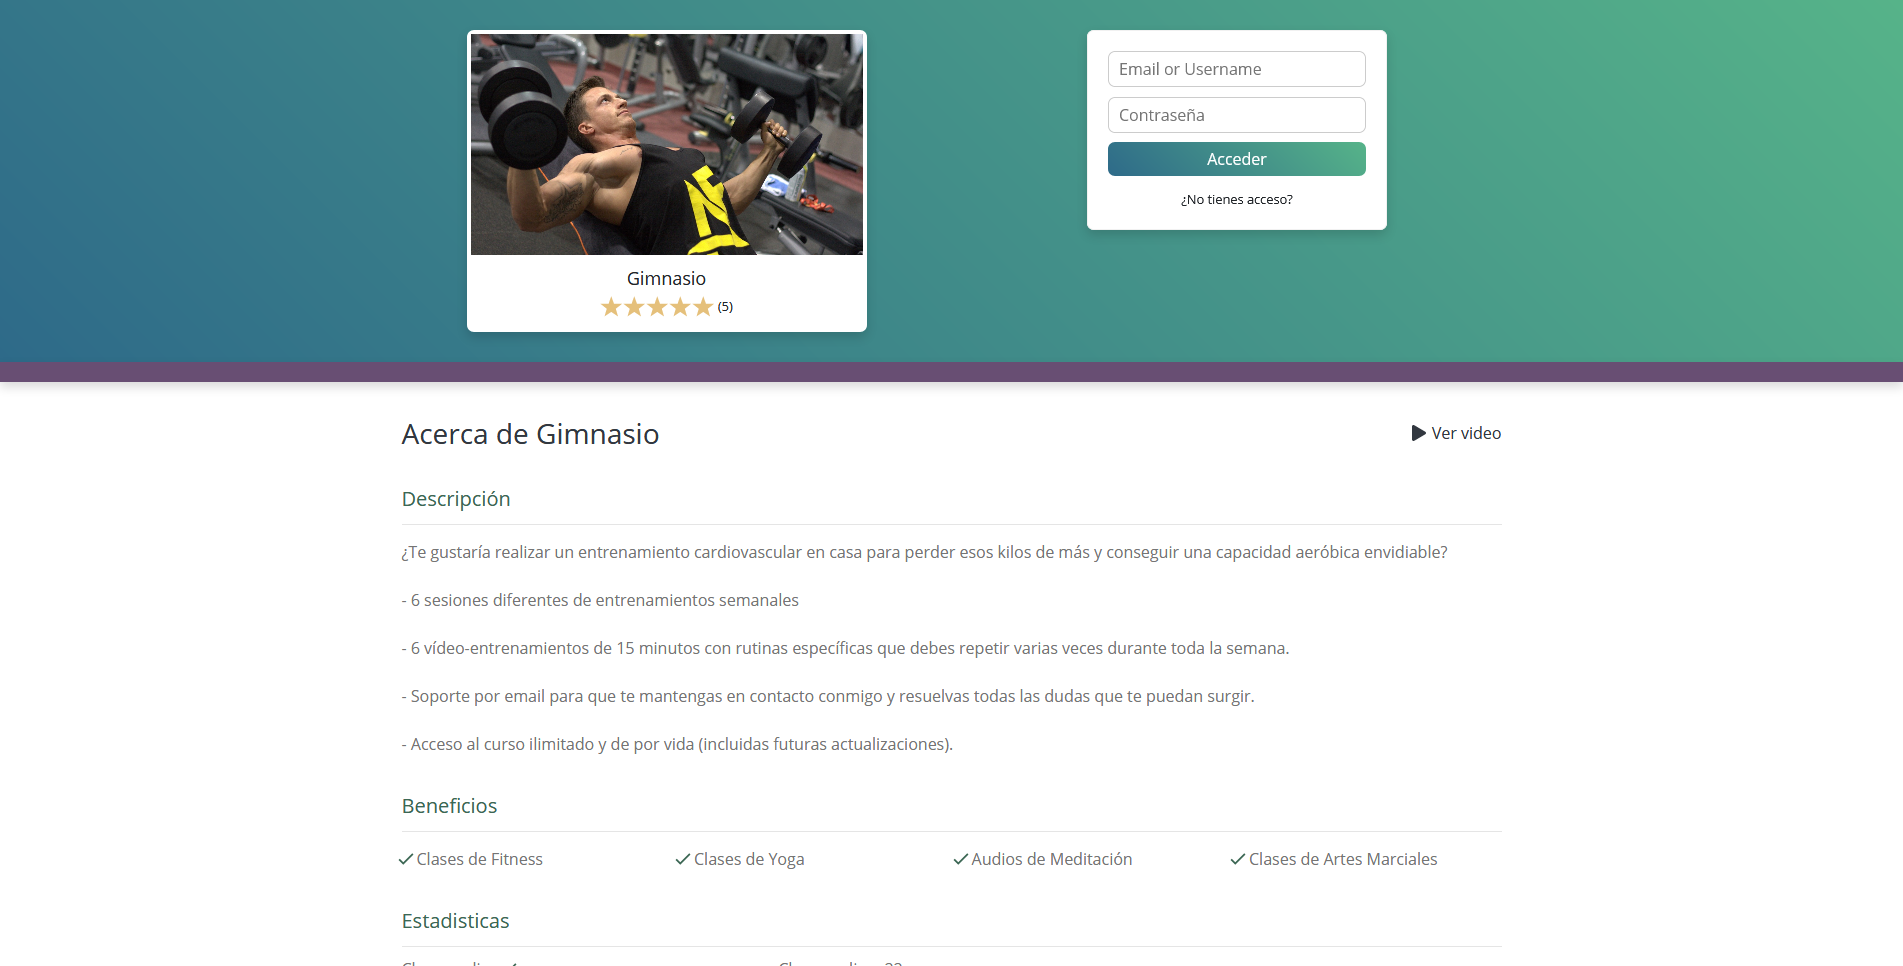 Email or Username
Contraseña
Acceder
¿No tienes acceso?
Gimnasio
(5)
Acerca de Gimnasio
Ver video
Descripción
¿Te gustaría realizar un entrenamiento cardiovascular en casa para perder esos kilos de más y conseguir una capacidad aeróbica envidiable?
- 6 sesiones diferentes de entrenamientos semanales
- 6 vídeo-entrenamientos de 15 minutos con rutinas específicas que debes repetir varias veces durante toda la semana.
- Soporte por email para que te mantengas en contacto conmigo y resuelvas todas las dudas que te puedan surgir.
- Acceso al curso ilimitado y de por vida (incluidas futuras actualizaciones).
Beneficios
Clases de Fitness
Clases de Yoga
Audios de Meditación
Clases de Artes Marciales
Estadisticas